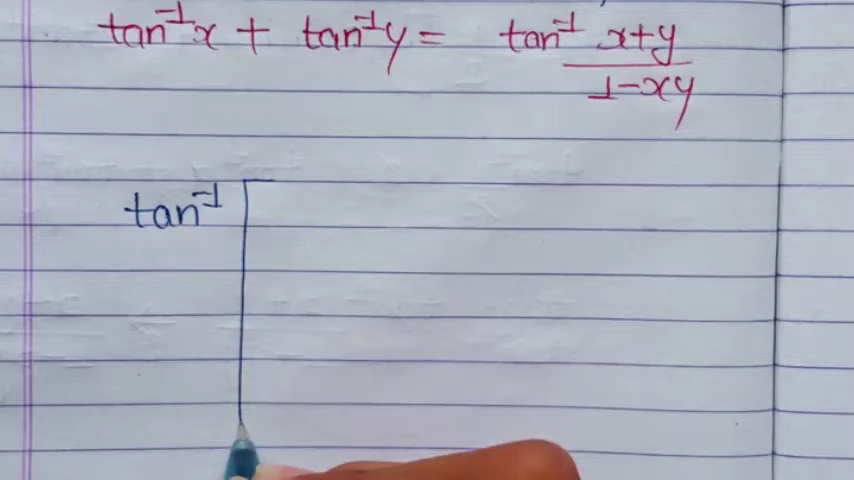 tan⁻¹x + tan⁻¹y = tan⁻¹ x+y
1-xy
tan⁻¹ [